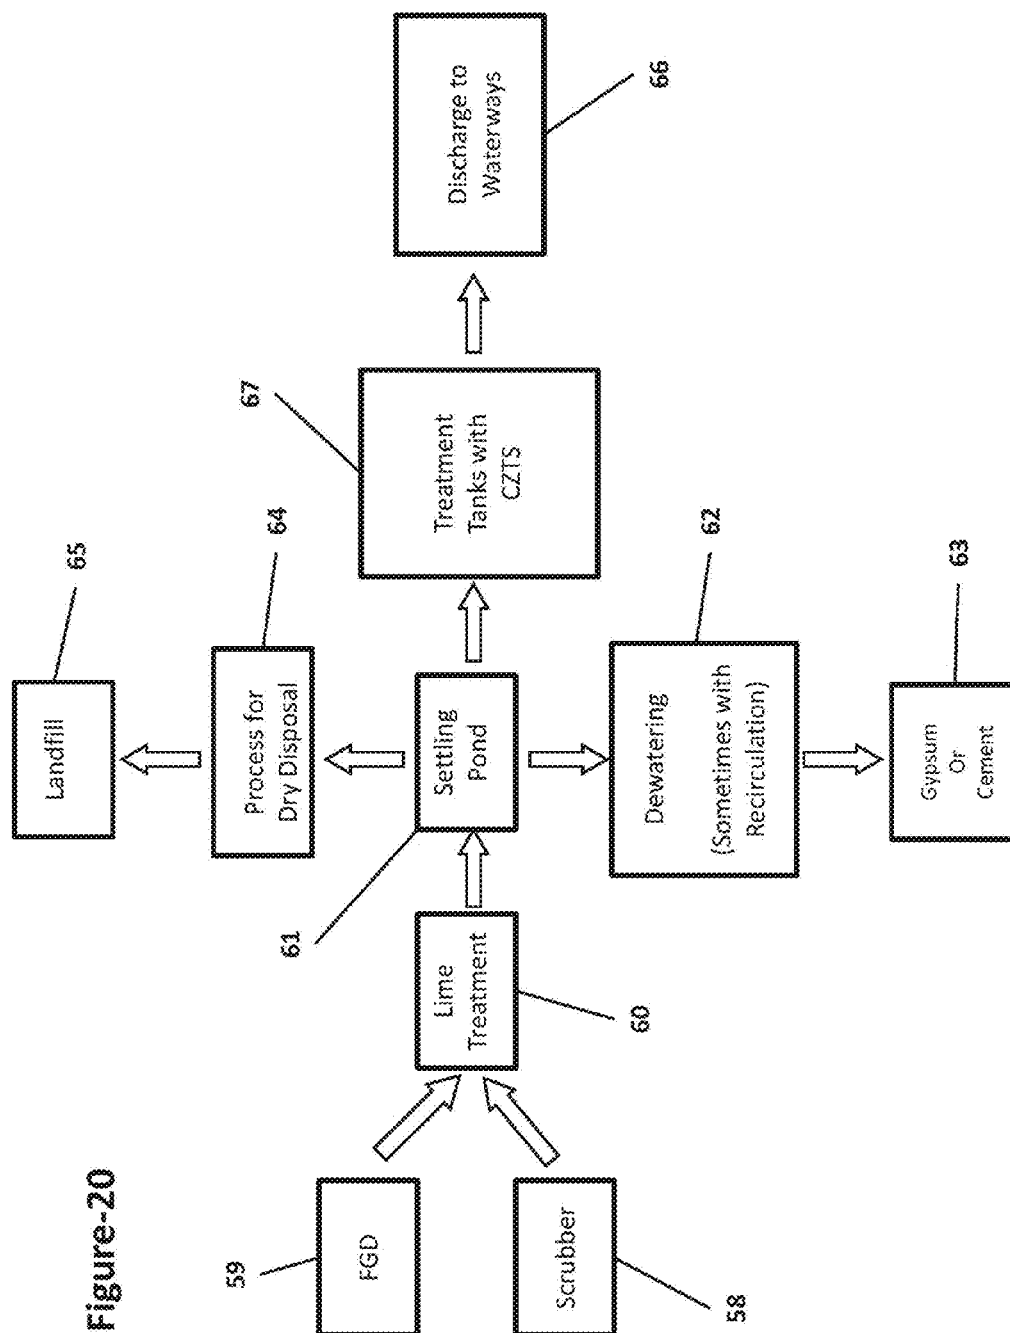 Figure-20
59
FGD
Scrubber
58
Lime
Treatment
60
61
Settling
Pond
Process for
Dry Disposal
64
Landfill
65
Dewatering
(Sometimes with
Recirculation)
62
Gypsum
Or
Cement
63
67
Treatment
Tanks with
CZTS
Discharge to
Waterways
66